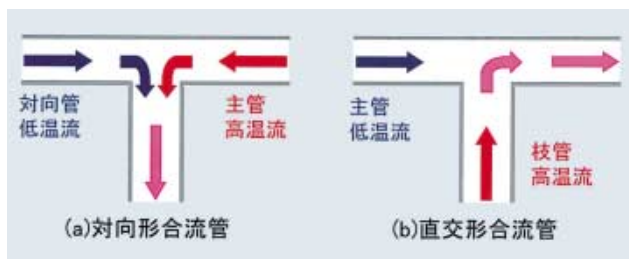 対向管
低温流
主管
高温流
(a)対向形合流管
主管
低温流
枝管
高温流
(b)直交形合流管